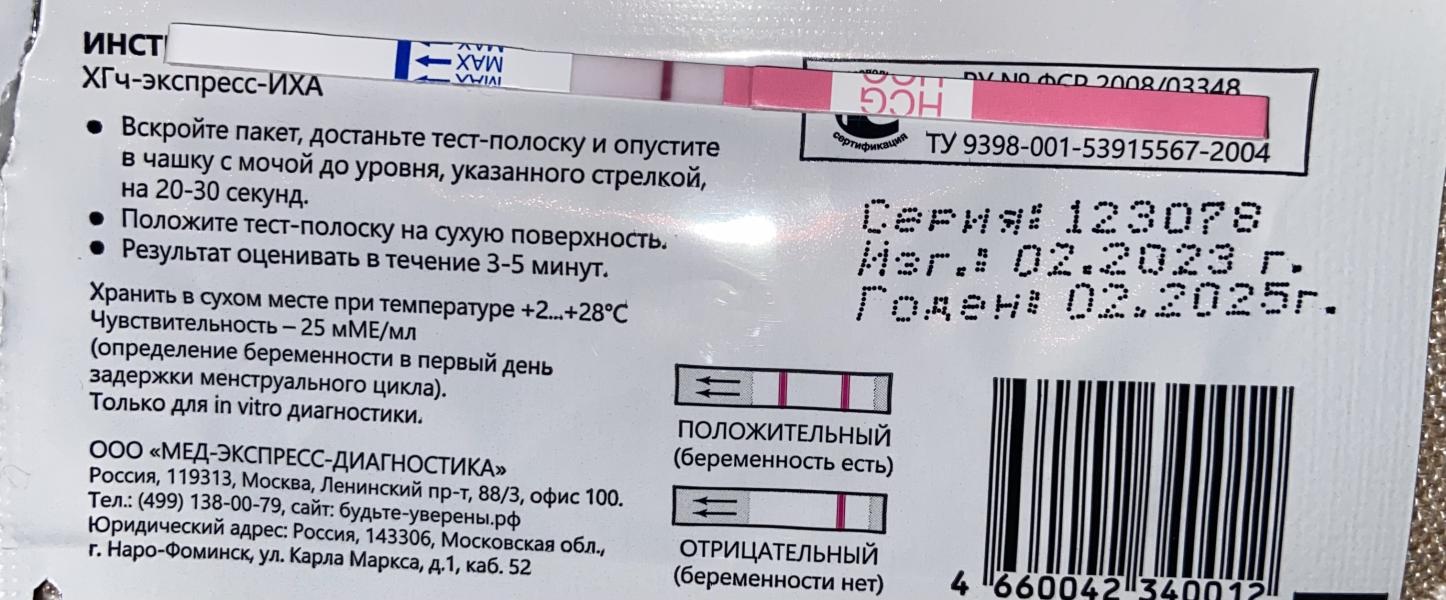 ИНСТ
ХГч-экспресс-ИХА
MAX
MAX
HCG
РУ № ФСР 2008/03348
сертификации
ТУ 9398-001-53915567-2004
● Вскройте пакет, достаньте тест-полоску и опустите
в чашку с мочой до уровня, указанного стрелкой,
на 20-30 секунд.
● Положите тест-полоску на сухую поверхность.
● Результат оценивать в течение 3-5 минут.
Хранить в сухом месте при температуре +2...+28°С
Чувствительность – 25 мМЕ/мл
(определение беременности в первый день
задержки менструального цикла).
Только для in vitro диагностики.
ООО «МЕД-ЭКСПРЕСС-ДИАГНОСТИКА»
Россия, 119313, Москва, Ленинский пр-т, 88/3, офис 100.
Тел.: (499) 138-00-79, сайт: будьте-уверены.рф
Юридический адрес: Россия, 143306, Московская обл.,
г. Наро-Фоминск, ул. Карла Маркса, д.1, каб. 52
Серия: 123078
Изг.: 02.2023 г.
Годен: 02.2025г.
ПОЛОЖИТЕЛЬНЫЙ
(беременность есть)
ОТРИЦАТЕЛЬНЫЙ
(беременности нет)
4 660042 340012